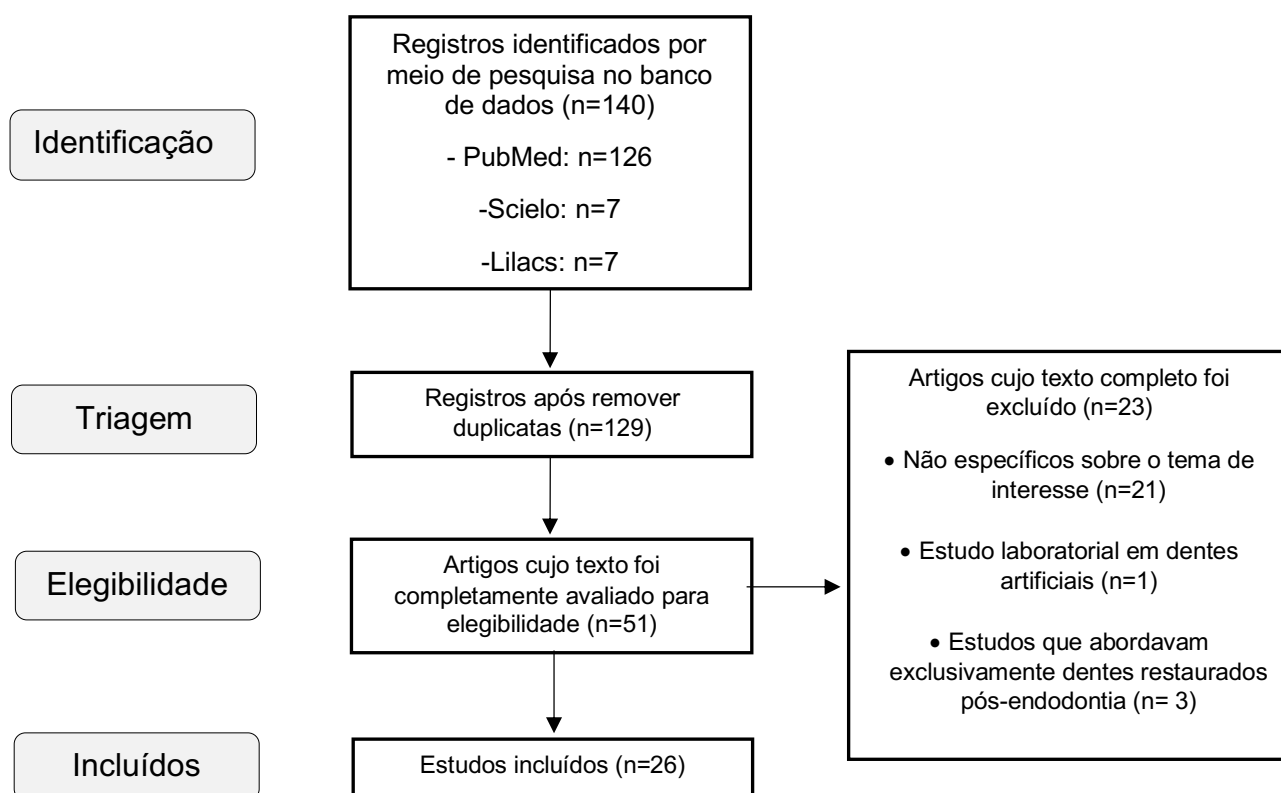 Registros identificados por
meio de pesquisa no banco
de dados (n=140)
- PubMed: n=126
-Scielo: n=7
-Lilacs: n=7
Identificação
Triagem
Registros após remover
duplicatas (n=129)
Elegibilidade
Artigos cujo texto foi
completamente avaliado para
elegibilidade (n=51)
Artigos cujo texto completo foi
excluído (n=23)
• Não específicos sobre o tema de
interesse (n=21)
• Estudo laboratorial em dentes
artificiais (n=1)
• Estudos que abordavam
exclusivamente dentes restaurados
pós-endodontia (n= 3)
Incluídos
Estudos incluídos (n=26)